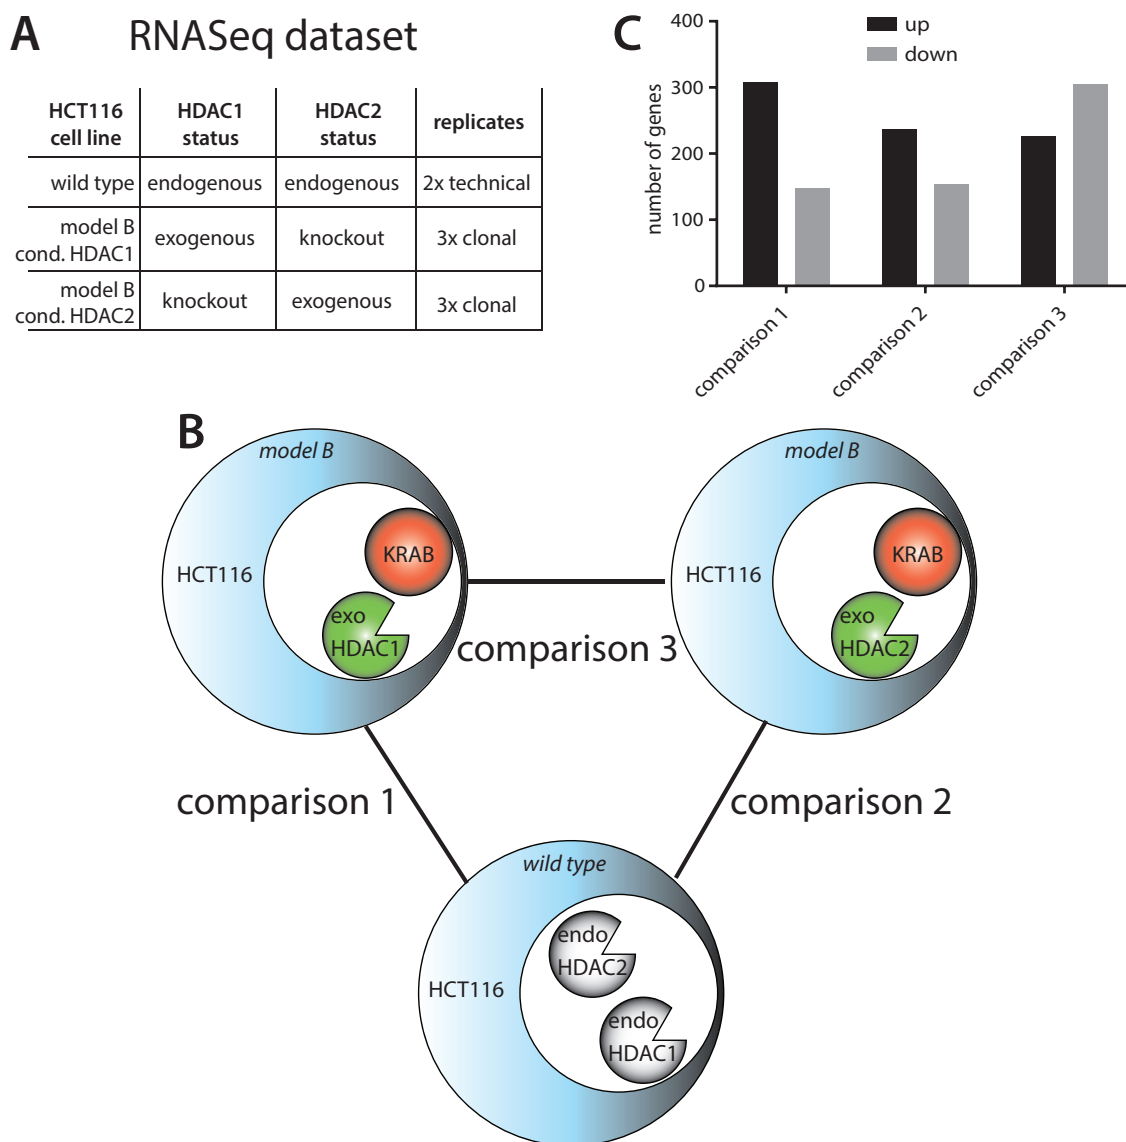 A RNASeq dataset
HCT116 cell line HDAC1 status HDAC2 status replicates
wild type endogenous endogenous 2x technical
model B cond. HDAC1 exogenous knockout 3x clonal
model B cond. HDAC2 knockout exogenous 3x clonal
C
up
down
number of genes
400
300
200
100
0
comparison 1
comparison 2
comparison 3
B
model B
HCT116
KRAB
exo
HDAC1
model B
HCT116
KRAB
exo
HDAC2
comparison 3
comparison 1
comparison 2
wild type
HCT116
endo
HDAC2
endo
HDAC1